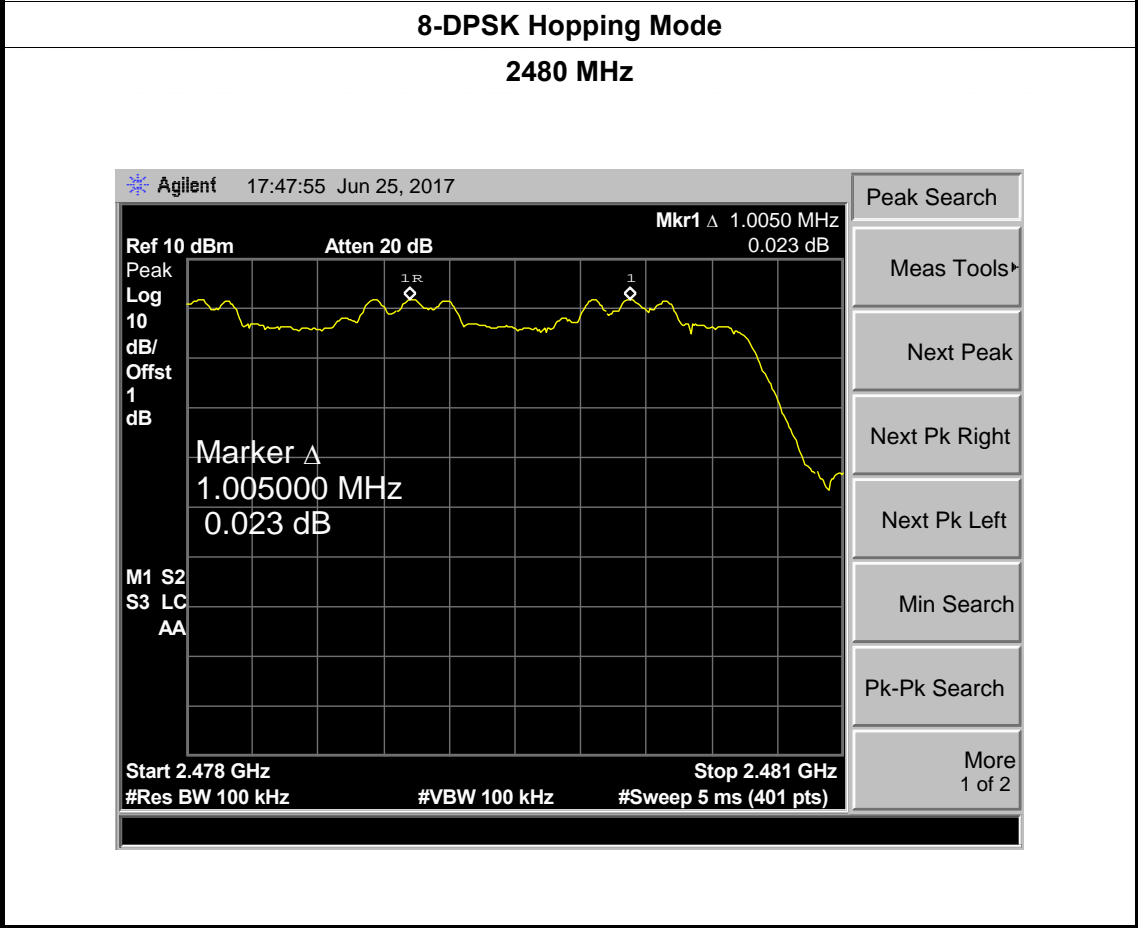 8-DPSK Hopping Mode
2480 MHz
Agilent 17:47:55 Jun 25, 2017
Peak Search
Mkr1 Δ 1.0050 MHz
Ref 10 dBm Atten 20 dB 0.023 dB
Peak
Log
10
dB/
Offst
1
dB
1R
1
Marker Δ
1.005000 MHz
0.023 dB
M1 S2
S3 LC
AA
Start 2.478 GHz Stop 2.481 GHz
#Res BW 100 kHz #VBW 100 kHz #Sweep 5 ms (401 pts)
Meas Tools
Next Peak
Next Pk Right
Next Pk Left
Min Search
Pk-Pk Search
More
1 of 2